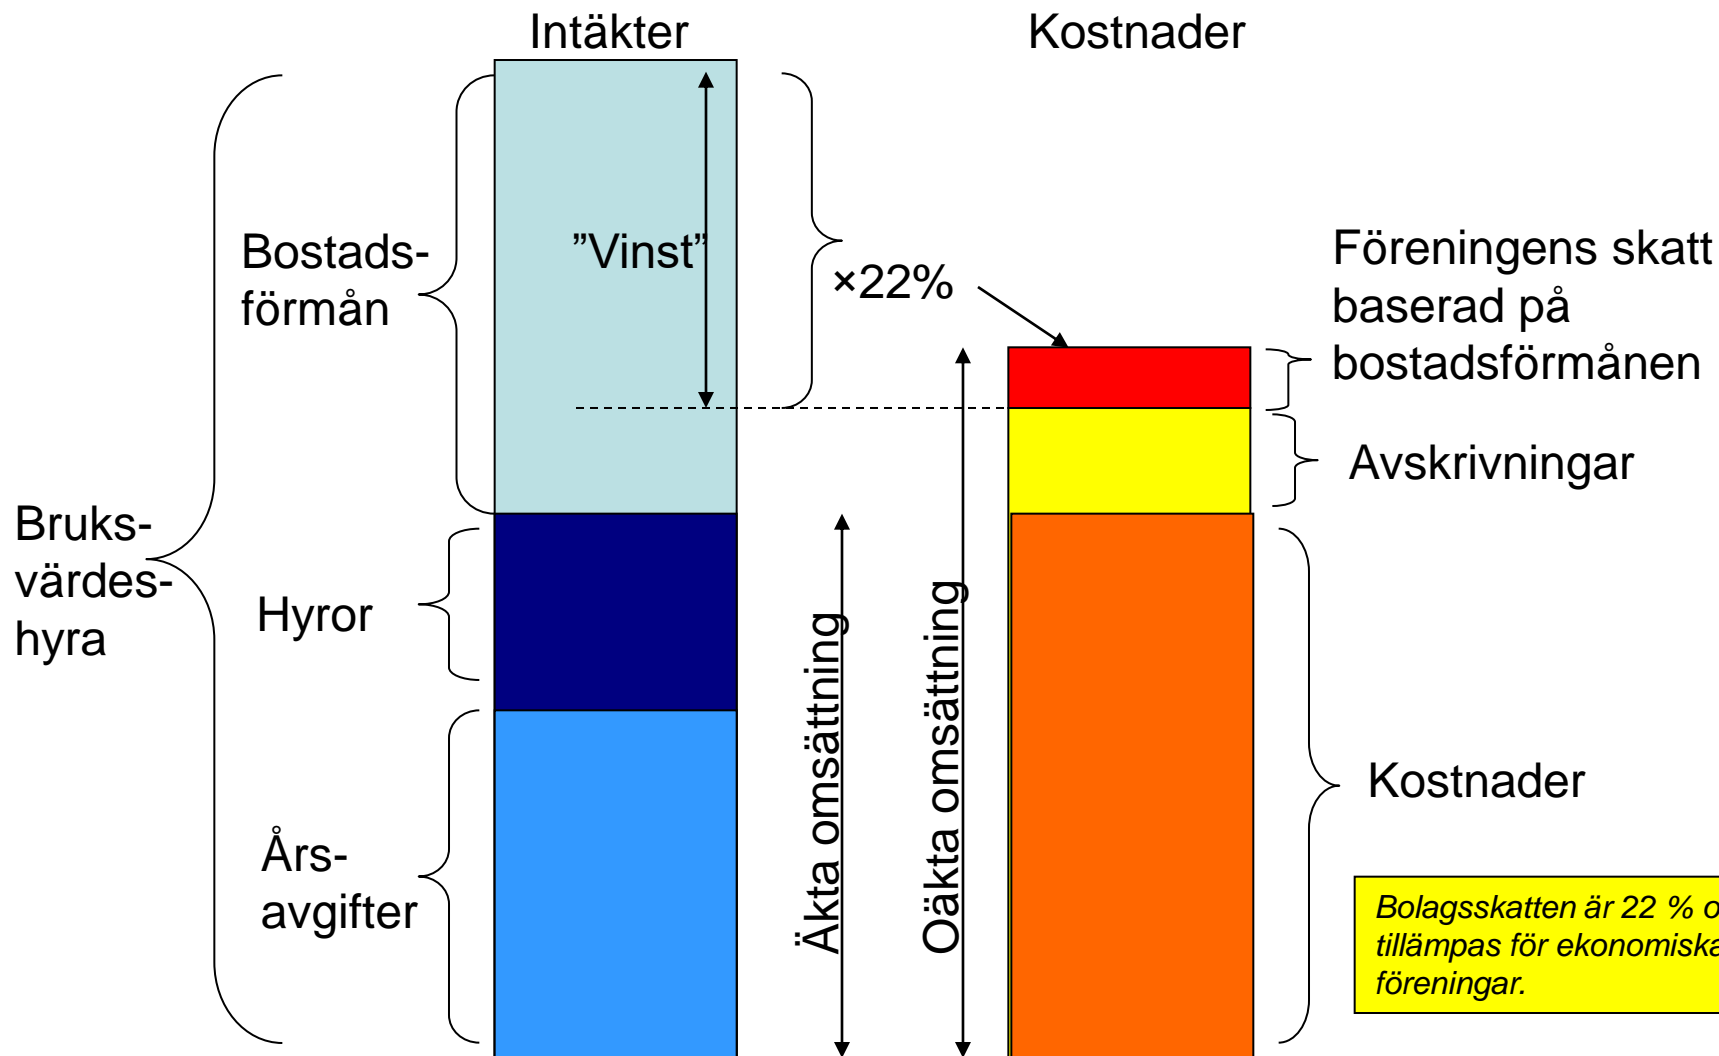 Intäkter
Kostnader
Bostads-
förmån
”Vinst”
×22%
Föreningens skatt
baserad på
bostadsförmånen
Avskrivningar
Bruks-
värdes-
hyra
Hyror
Äkta omsättning
Oäkta omsättning
Kostnader
Års-
avgifter
Bolagsskatten är 22 %
tillämpas för ekonomiska
föreningar.